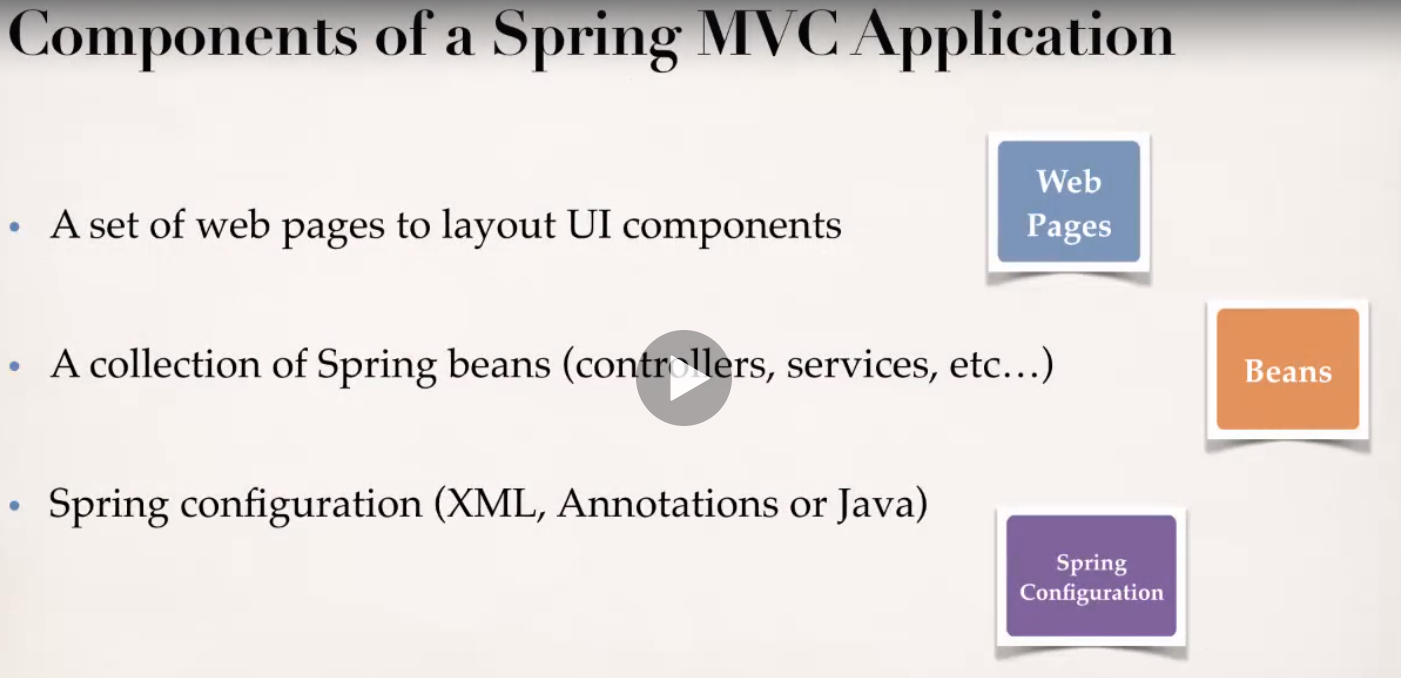 Components of a Spring MVC Application
Web
Pages
• A set of web pages to layout UI components
• A collection of Spring beans (controllers, services, etc...)
Beans
• Spring configuration (XML, Annotations or Java)
Spring
Configuration